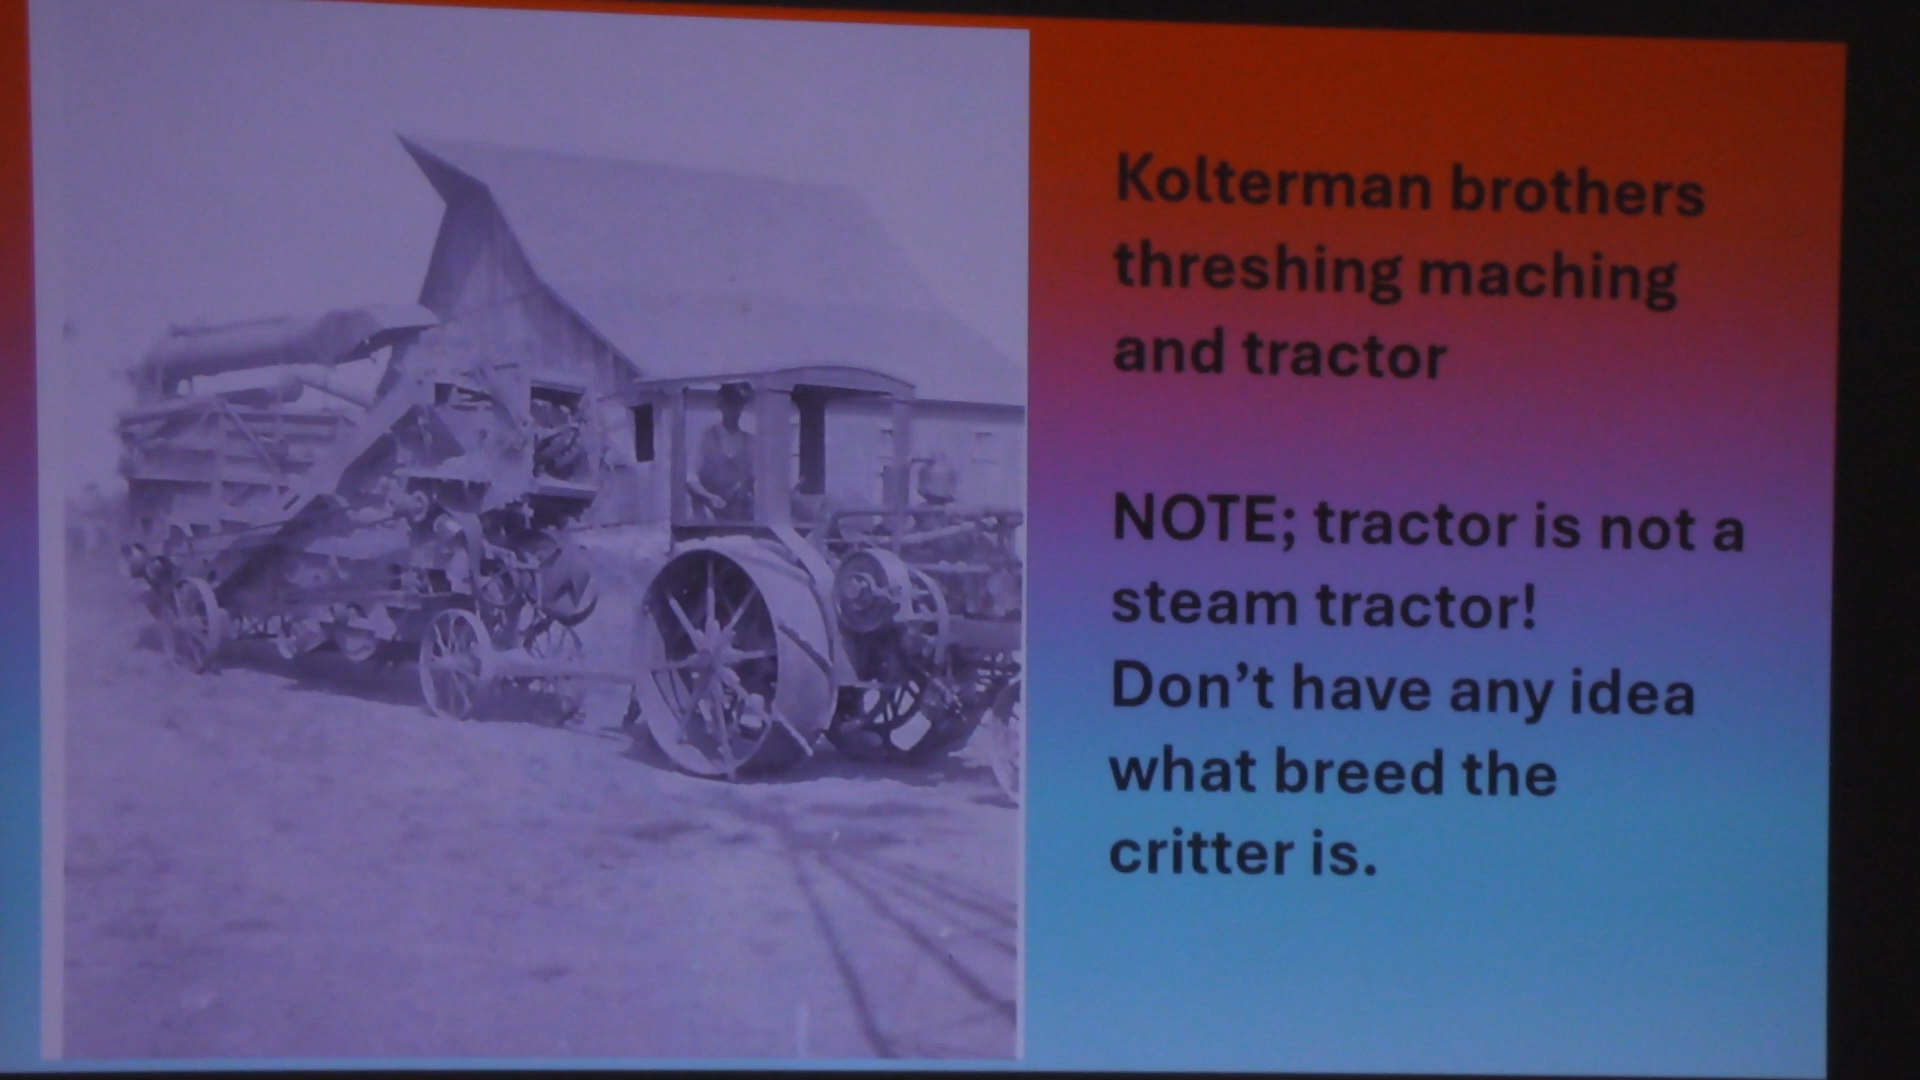 Kolterman brothers
threshing maching
and tractor
NOTE; tractor is not a
steam tractor!
Don't have any idea
what breed the
critter is.